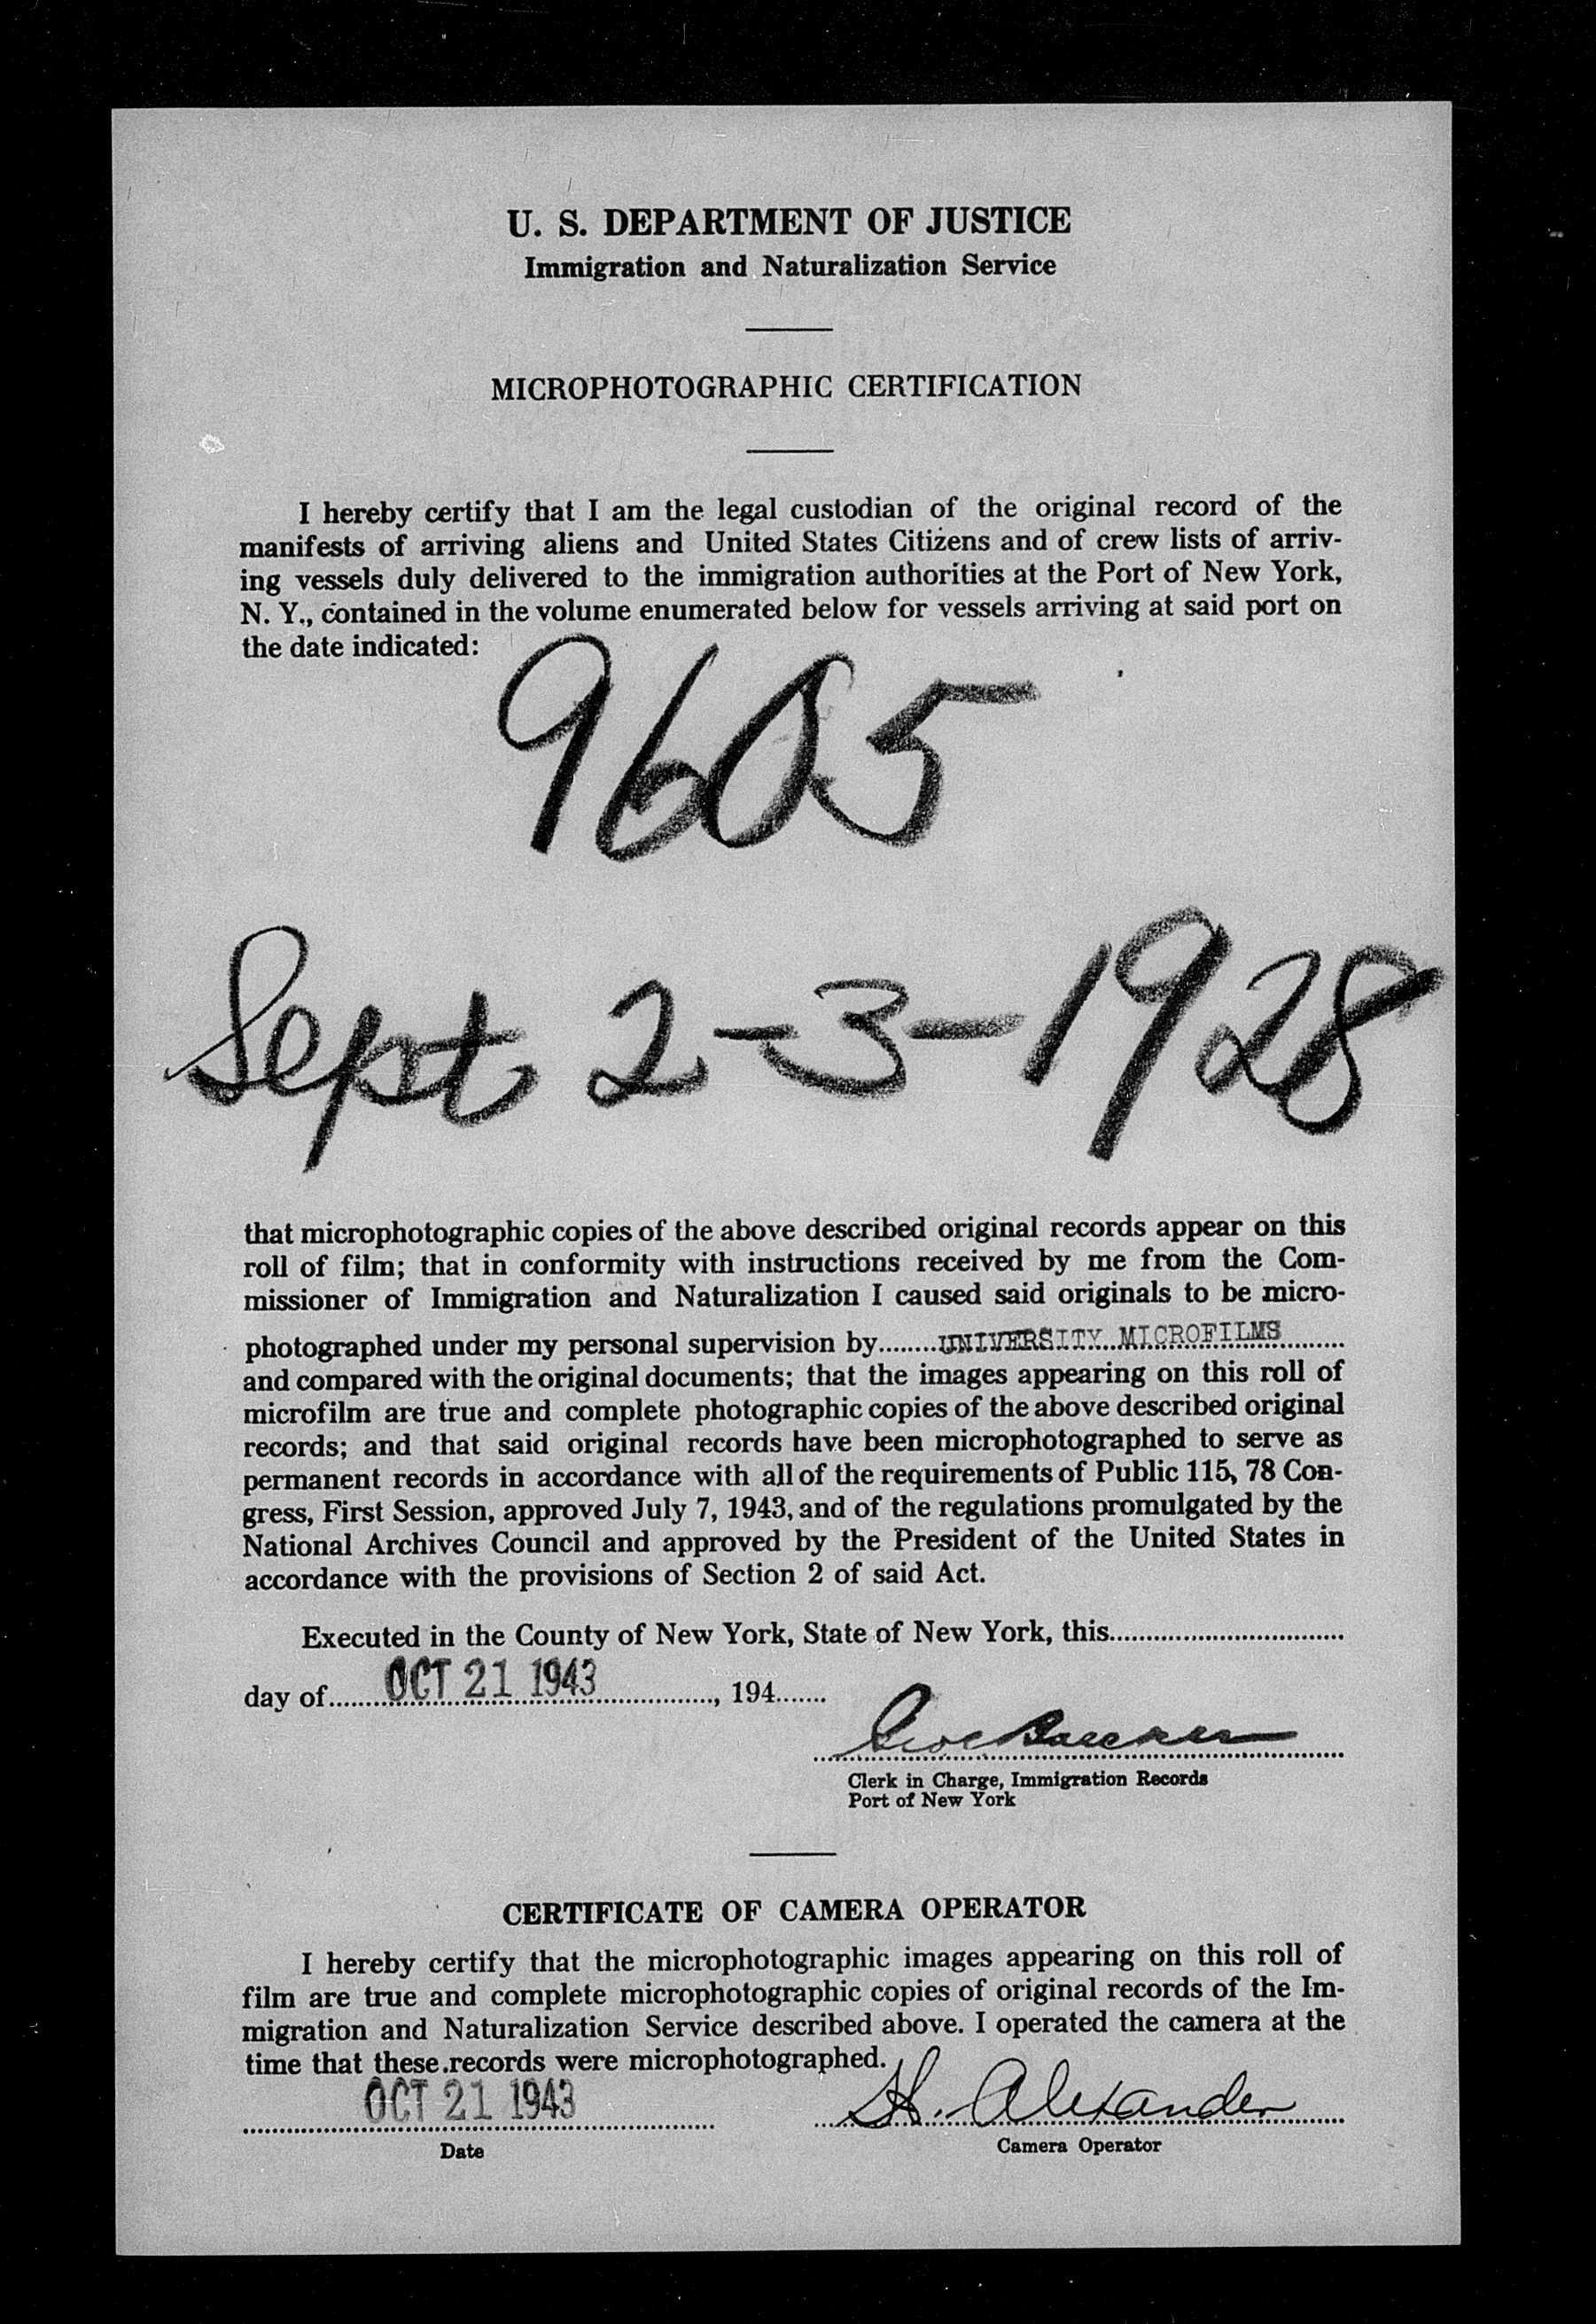 U. S. DEPARTMENT OF JUSTICE
Immigration and Naturalization Service
MICROPHOTOGRAPHIC CERTIFICATION
I hereby certify that I am the legal custodian of the original record of the
manifests of arriving aliens and United States Citizens and of crew lists of arriv-
ing vessels duly delivered to the immigration authorities at the Port of New York,
N. Y., contained in the volume enumerated below for vessels arriving at said port on
the date indicated:
9605
Sept 2-3-1928
that microphotographic copies of the above described original records appear on this
roll of film; that in conformity with instructions received by me from the Com-
missioner of Immigration and Naturalization I caused said originals to be micro-
photographed under my personal supervision by........UNIVERSITY MICROFILMS........
and compared with the original documents; that the images appearing on this roll of
microfilm are true and complete photographic copies of the above described original
records; and that said original records have been microphotographed to serve as
permanent records in accordance with all of the requirements of Public 115, 78 Con-
gress, First Session, approved July 7, 1943, and of the regulations promulgated by the
National Archives Council and approved by the President of the United States in
accordance with the provisions of Section 2 of said Act.
Executed in the County of New York, State of New York, this................................
day of........OCT 21 1943................, 194.......
Clerk in Charge, Immigration Records
Port of New York
CERTIFICATE OF CAMERA OPERATOR
I hereby certify that the microphotographic images appearing on this roll of
film are true and complete microphotographic copies of original records of the Im-
migration and Naturalization Service described above. I operated the camera at the
time that these records were microphotographed.
OCT 21 1943 H. Alexander
Date Camera Operator